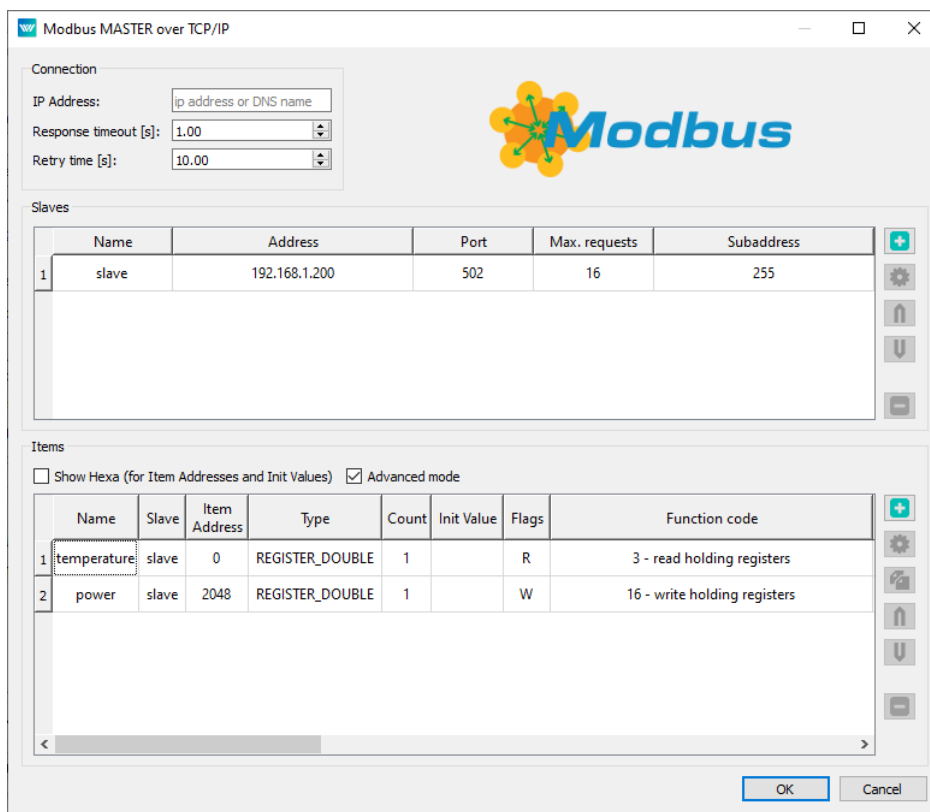 Modbus MASTER over TCP/IP
Connection
IP Address: ip address or DNS name
Response timeout [s]: 1.00
Retry time [s]: 10.00
Modbus
Slaves
Name Address Port Max. requests Subaddress
1 slave 192.168.1.200 502 16 255
Items
Show Hexa (for Item Addresses and Init Values) Advanced mode
Name Slave Item Address Type Count Init Value Flags Function code
1 temperature slave 0 REGISTER_DOUBLE 1 R 3 - read holding registers
2 power slave 2048 REGISTER_DOUBLE 1 W 16 - write holding registers
OK Cancel